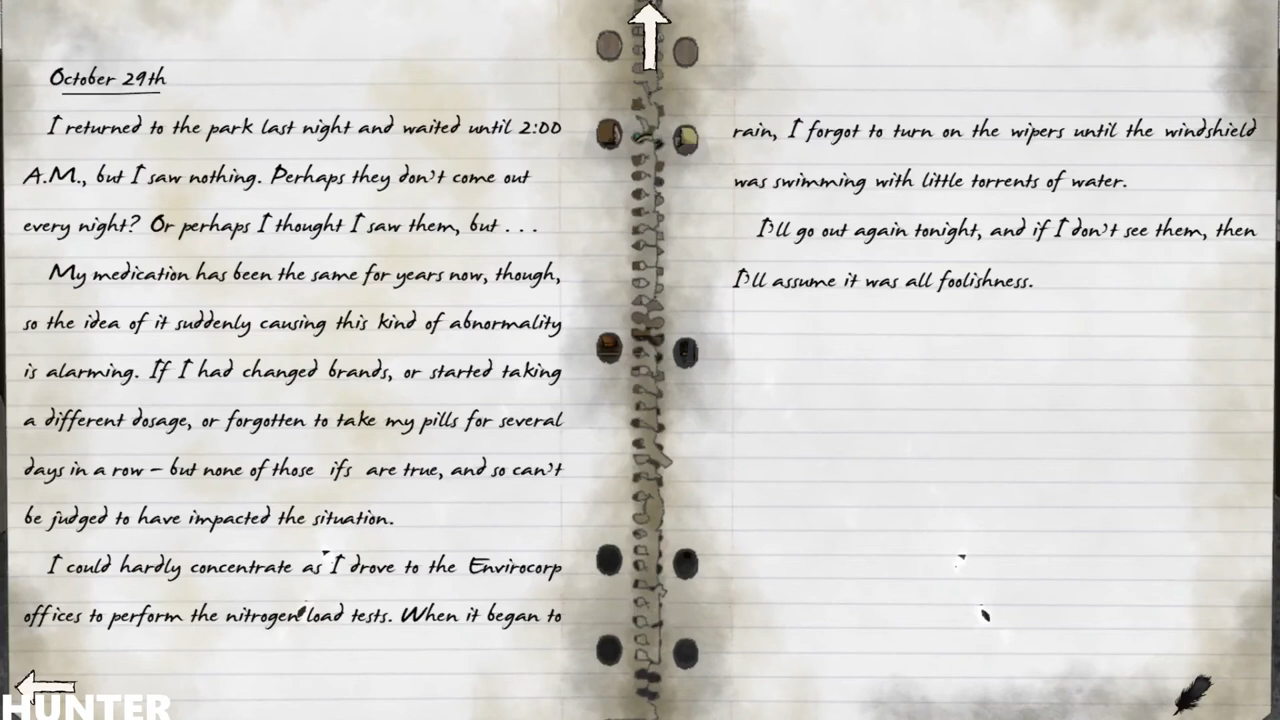 October 29th
I returned to the park last night and waited until 2:00
A.M., but I saw nothing. Perhaps they don't come out
every night? Or perhaps I thought I saw them, but . . .
My medication has been the same for years now, though,
so the idea of it suddenly causing this kind of abnormality
is alarming. If I had changed brands, or started taking
a different dosage, or forgotten to take my pills for several
days in a row – but none of those ifs are true, and so can't
be judged to have impacted the situation.
I could hardly concentrate as I drove to the Envirocorp
offices to perform the nitrogen load tests. When it began to
rain, I forgot to turn on the wipers until the windshield
was swimming with little torrents of water.
I'll go out again tonight, and if I don't see them, then
I'll assume it was all foolishness.
HUNTER